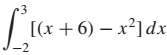 ∫_{-2}^{3} [(x + 6) − x²] dx